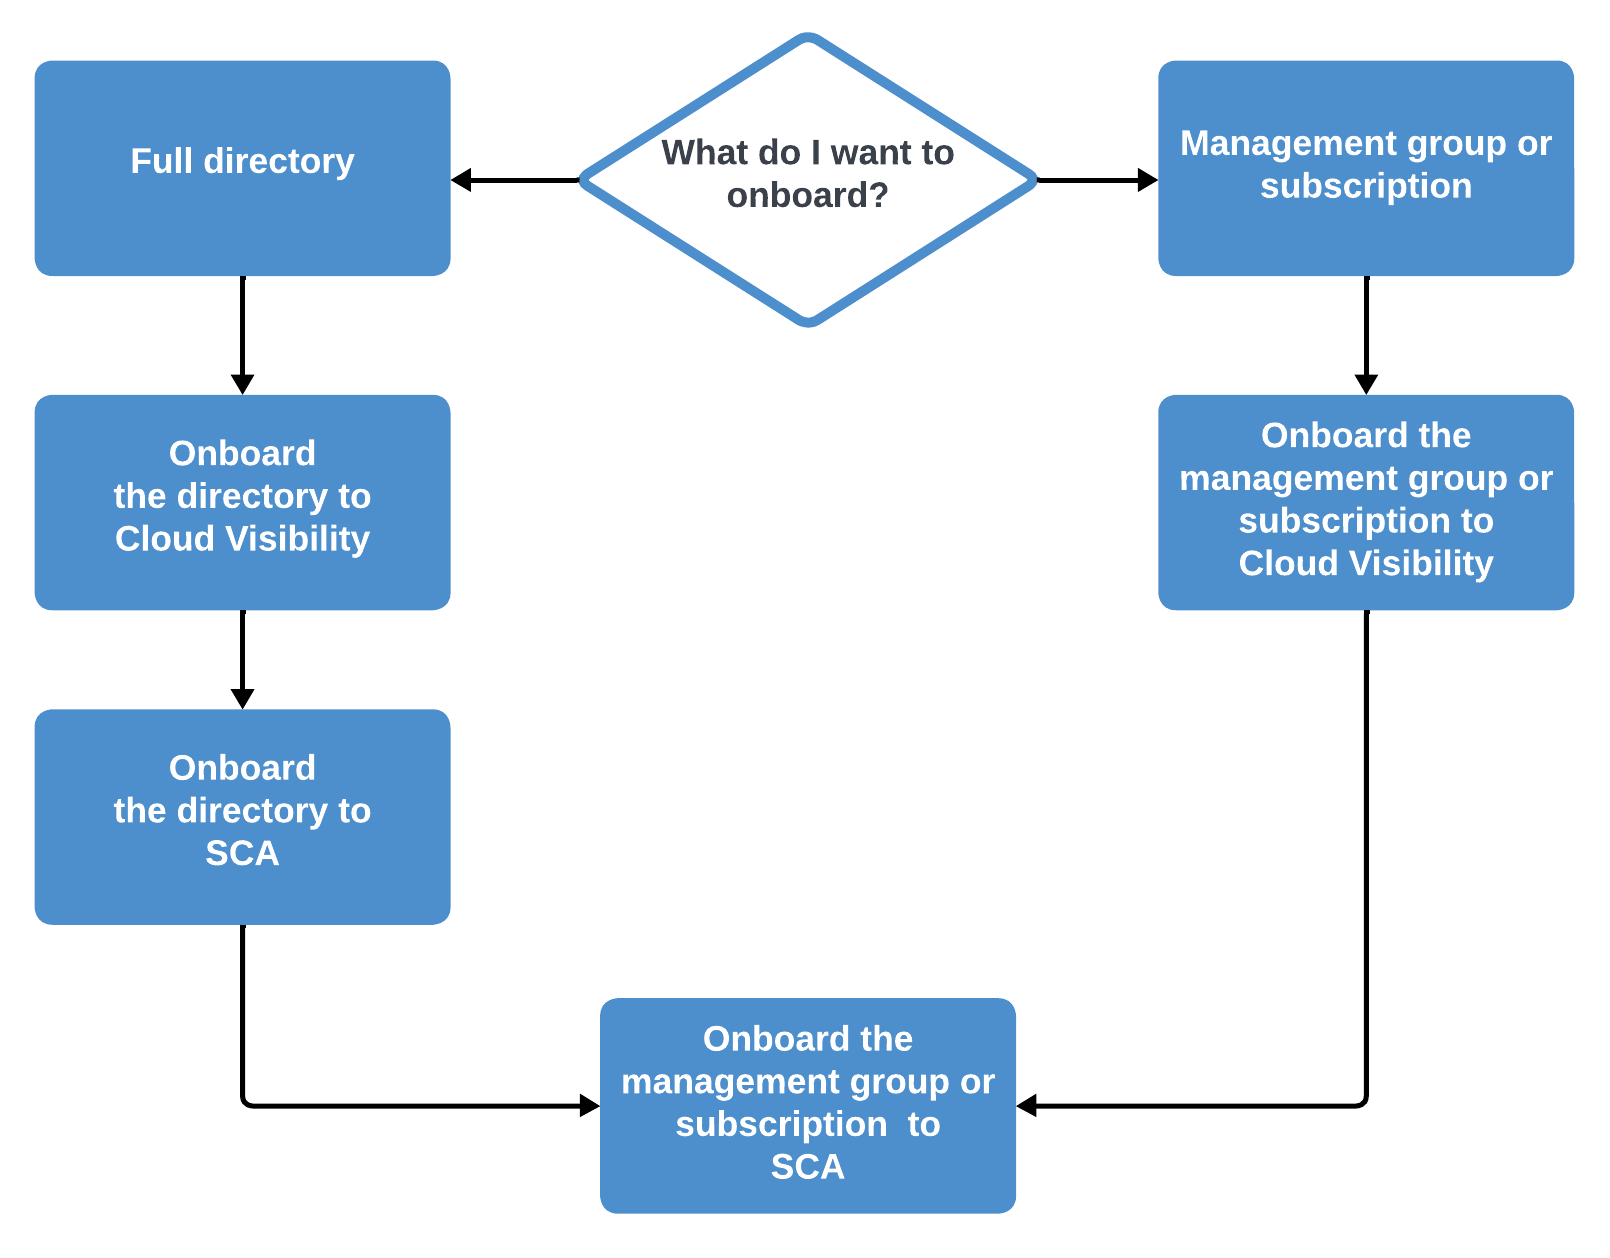 Full directory
What do I want to
onboard?
Management group or
subscription
Onboard
the directory to
Cloud Visibility
Onboard the
management group or
subscription to
Cloud Visibility
Onboard
the directory to
SCA
Onboard the
management group or
subscription  to
SCA